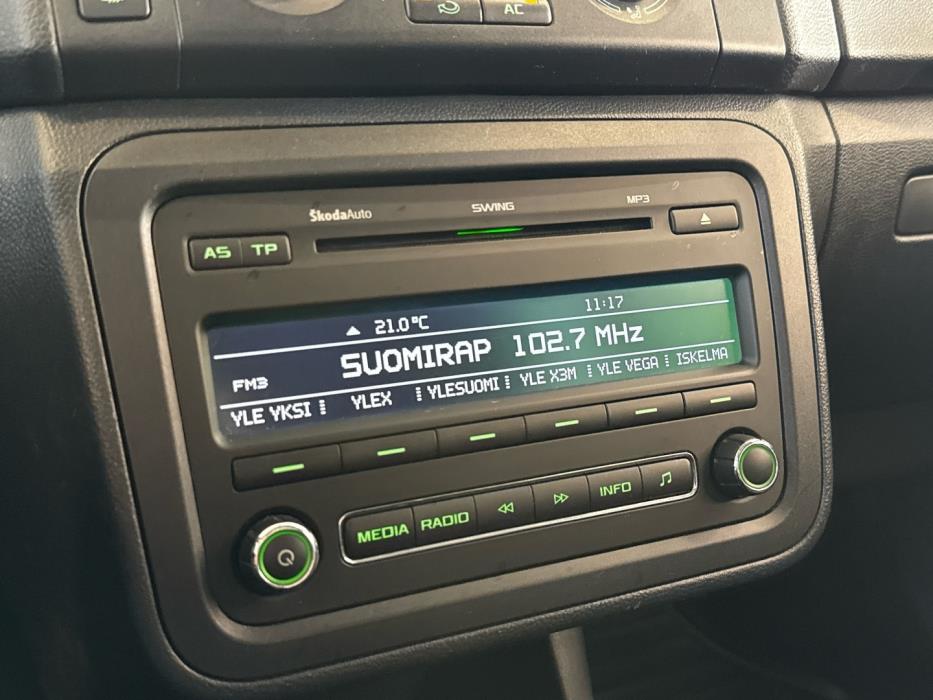 AC
ŠkodaAuto SWING MP3
AS TP
21.0°C 11:17
SUOMIRAP 102.7 MHz
FM3
YLE YKSI YLEX YLESUOMI YLE X3M YLE VEGA ISKELMA
MEDIA RADIO INFO